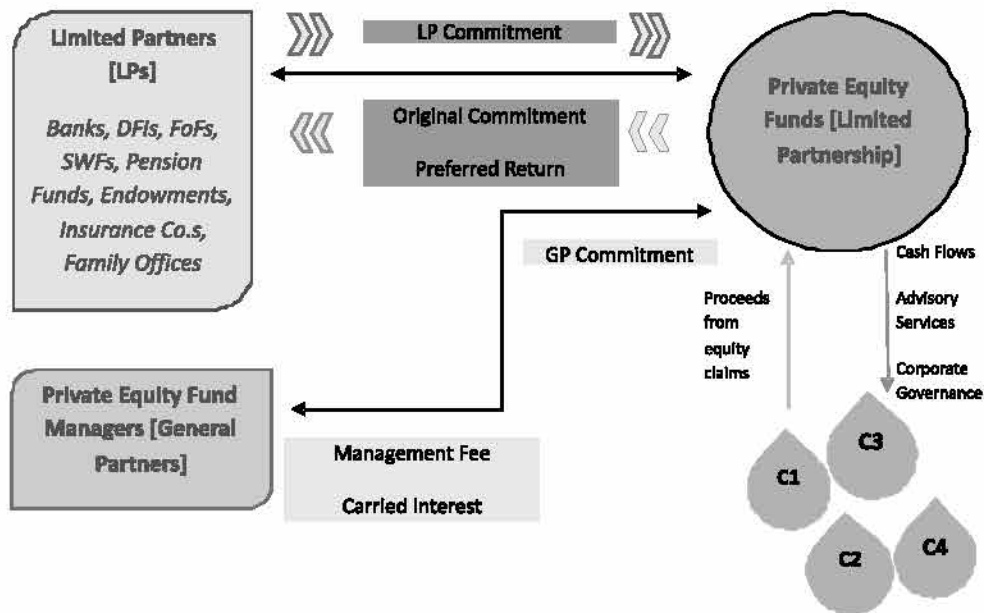 Limited Partners
[LPs]
Banks, DFIs, FoFs,
SWFs, Pension
Funds, Endowments,
Insurance Co.s,
Family Offices
LP Commitment
Original Commitment
Preferred Return
Private Equity
Funds [Limited
Partnership]
GP Commitment
Proceeds
from
equity
claims
Cash Flows
Advisory
Services
Corporate
Governance
Private Equity Fund
Managers [General
Partners]
Management Fee
Carried Interest
C1
C3
C2
C4